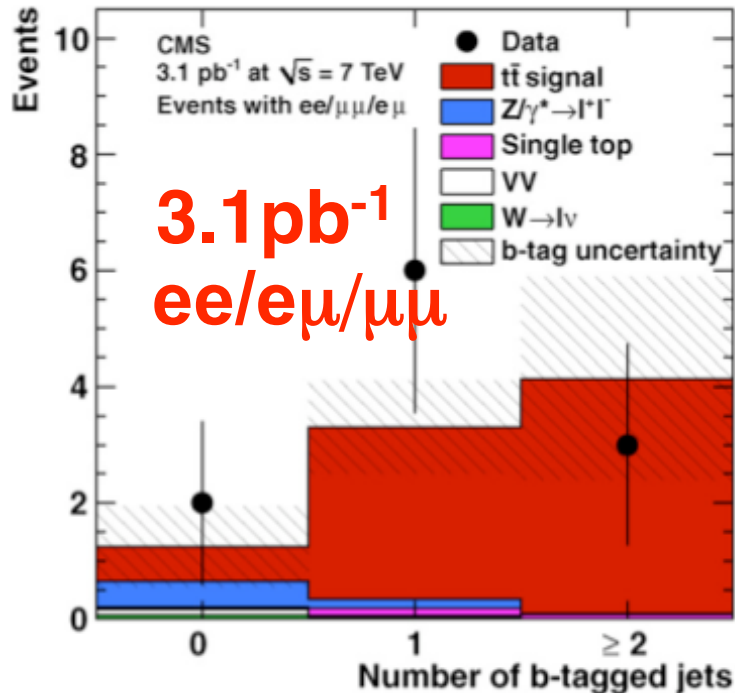 Events
10
8
6
4
2
0
CMS
3.1 pb⁻¹ at √s = 7 TeV
Events with ee/μμ/eμ
Data
tt̄ signal
Z/γ*→l⁺l⁻
Single top
VV
W→lν
b-tag uncertainty
3.1pb⁻¹
ee/eμ/μμ
0 1 ≥ 2
Number of b-tagged jets